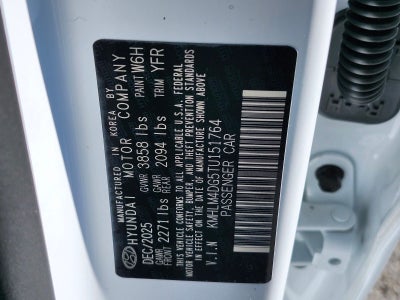 MANUFACTURED IN KOREA BY
HYUNDAI MOTOR COMPANY
DEC/2025 GVWR 3858 lbs PAINT W6H
GAWR FRONT 2271 lbs GAWR REAR 2094 lbs TRIM YFR
THIS VEHICLE CONFORMS TO ALL APPLICABLE U.S.A. FEDERAL
MOTOR VEHICLE SAFETY, BUMPER, AND THEFT PREVENTION
STANDARDS IN EFFECT ON THE DATE OF MANUFACTURE SHOWN ABOVE
V.I.N KMHLM4DG5TU151764
PASSENGER CAR